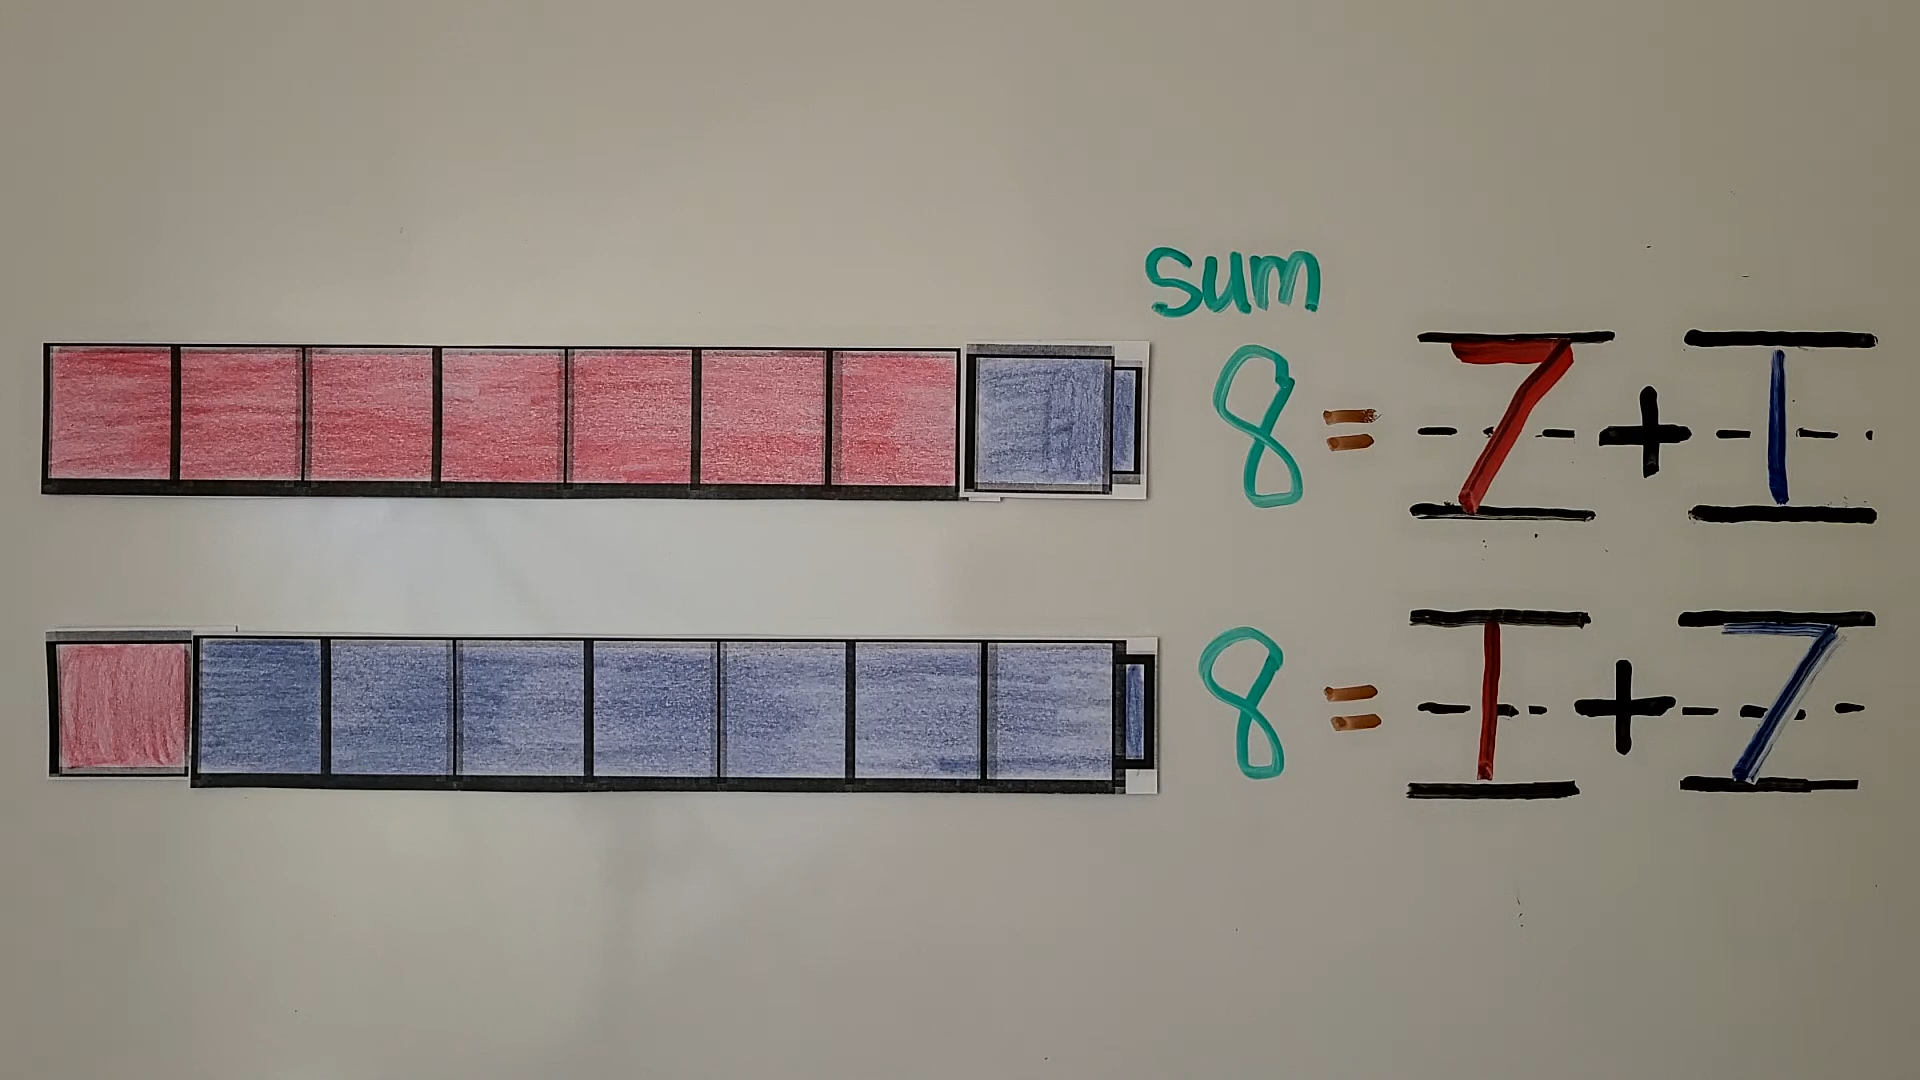 sum
8 = 7 + 1
8 = 1 + 7